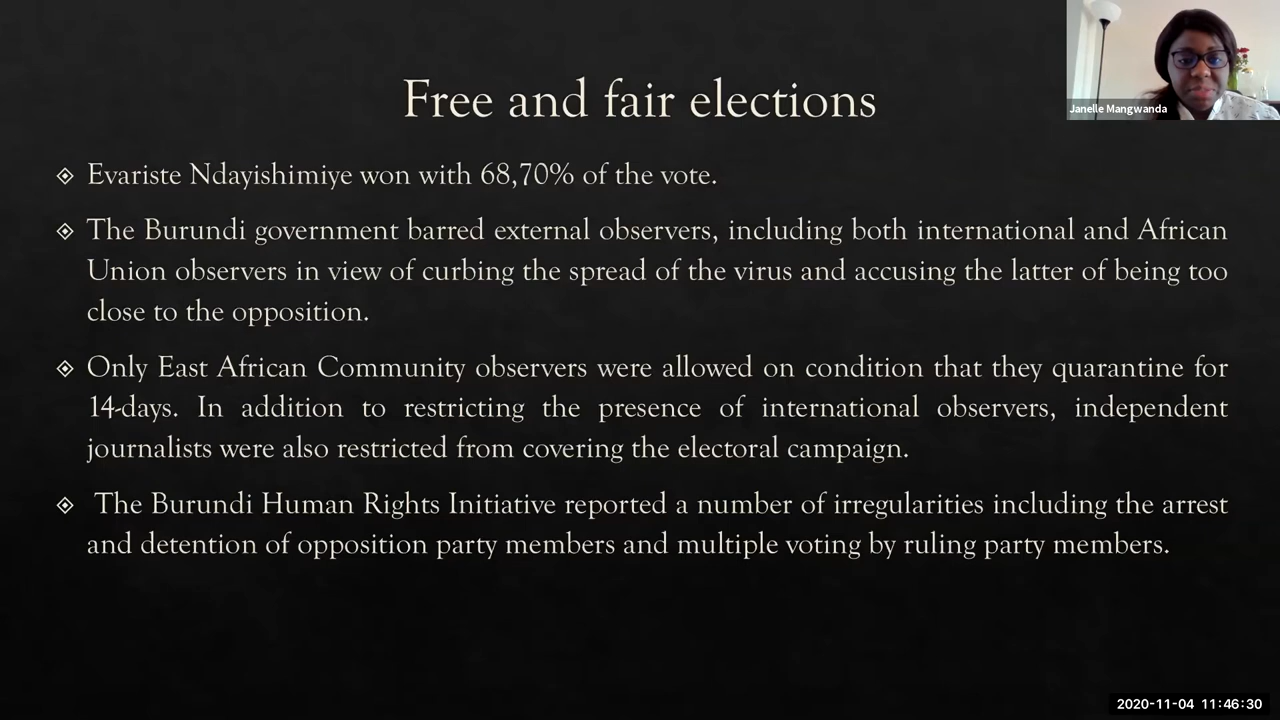 Free and fair elections
Janelle Mangwanda
◈ Evariste Ndayishimiye won with 68,70% of the vote.
◈ The Burundi government barred external observers, including both international and African
Union observers in view of curbing the spread of the virus and accusing the latter of being too
close to the opposition.
◈ Only East African Community observers were allowed on condition that they quarantine for
14-days. In addition to restricting the presence of international observers, independent
journalists were also restricted from covering the electoral campaign.
◈ The Burundi Human Rights Initiative reported a number of irregularities including the arrest
and detention of opposition party members and multiple voting by ruling party members.
2020-11-04 11:46:30